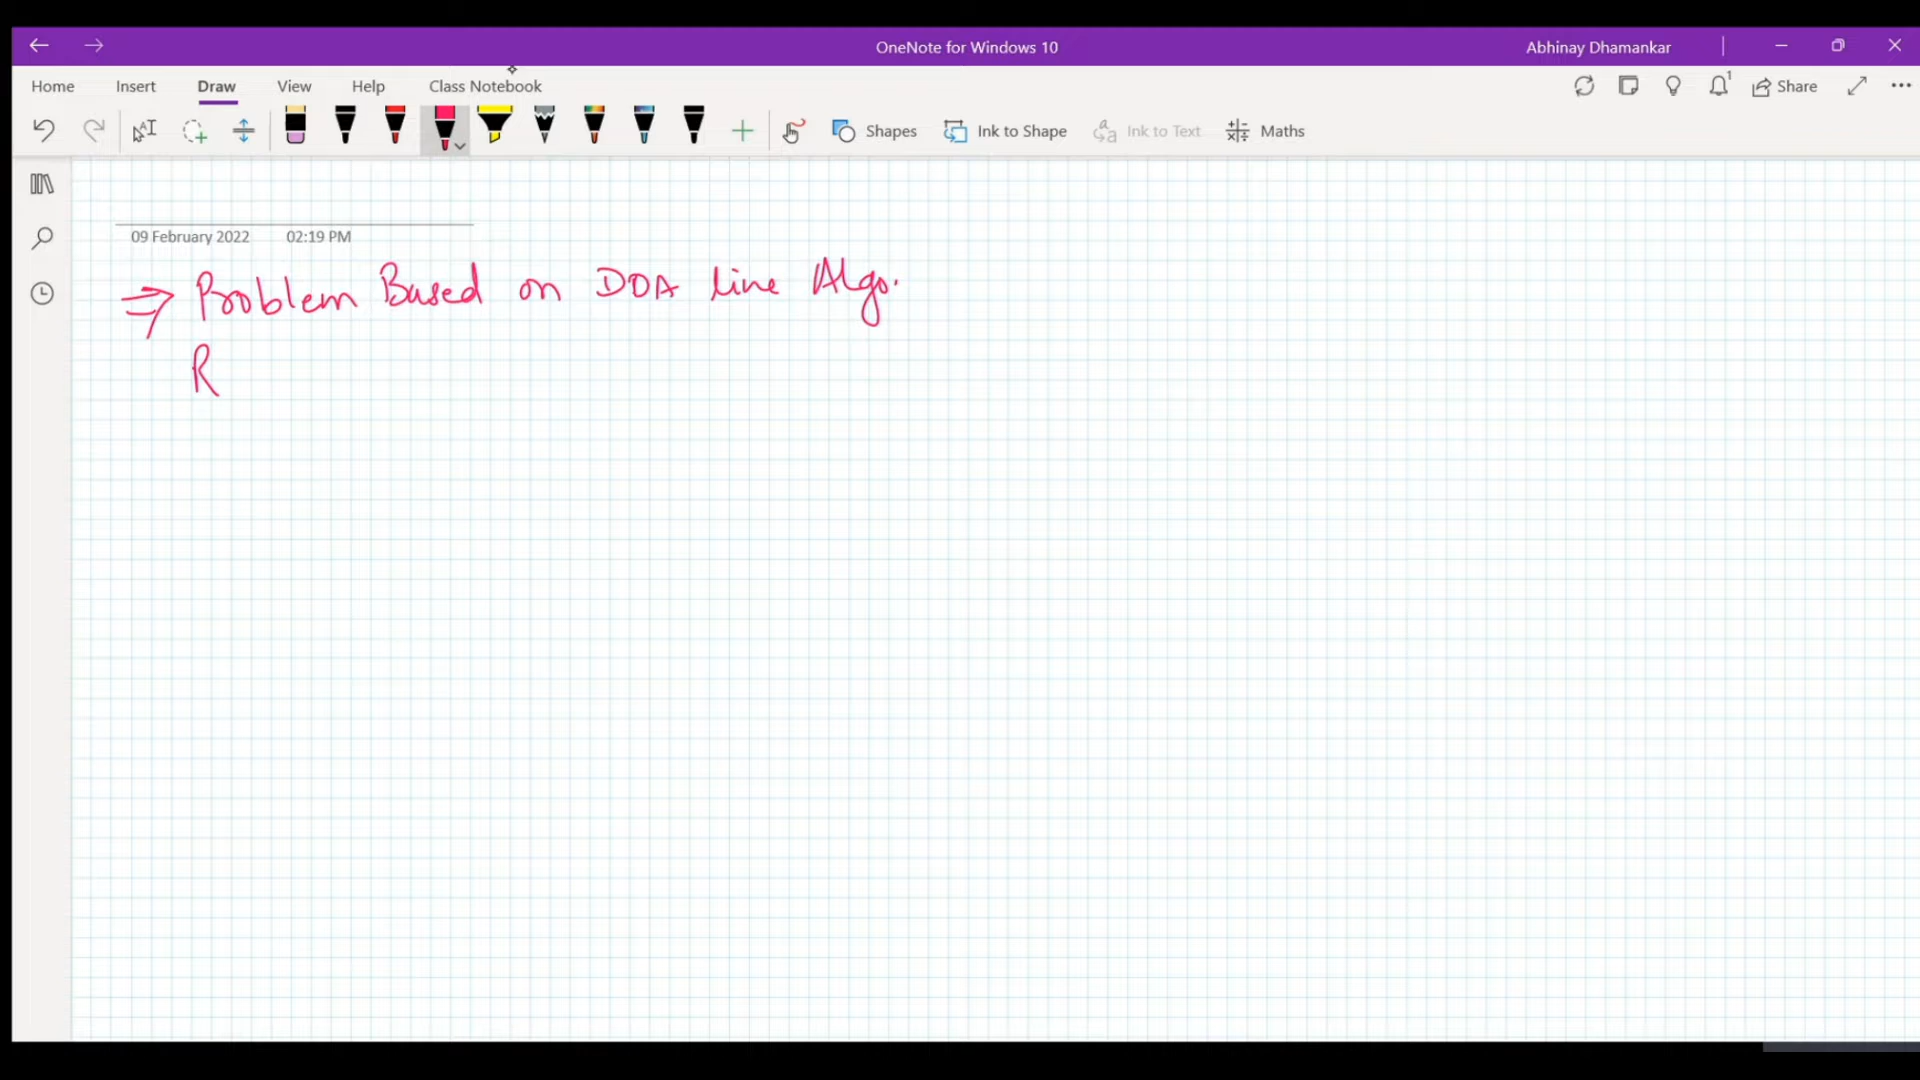 OneNote for Windows 10
Abhinay Dhamankar
Home Insert Draw View Help Class Notebook
1
Share
Shapes
Ink to Shape
Ink to Text
Maths
09 February 2022 02:19 PM
⇒ Problem Based on DDA line Algo.
R